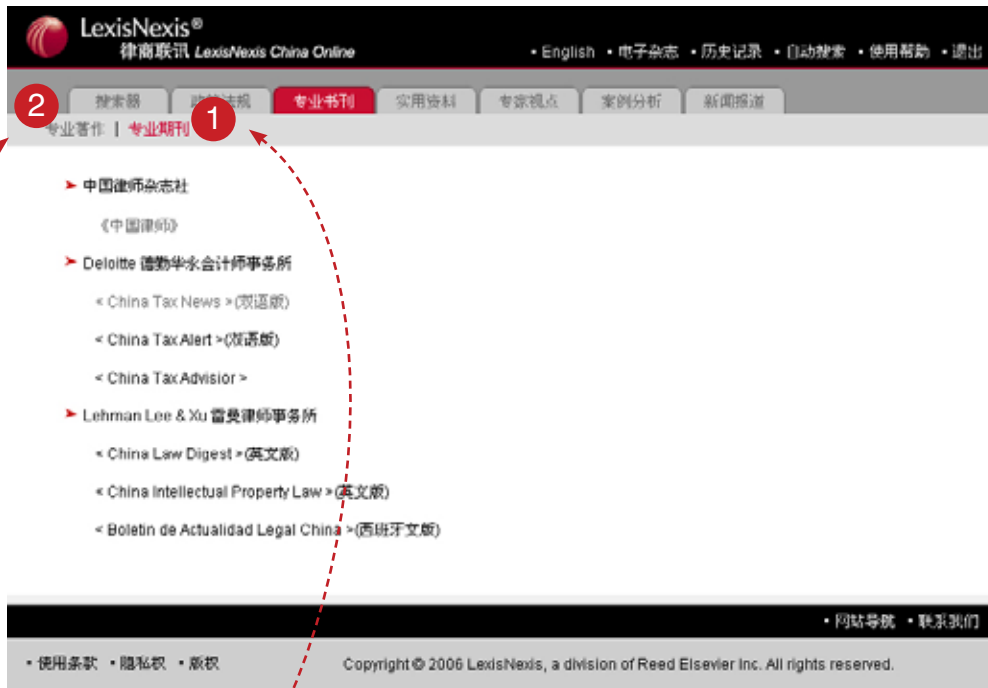 LexisNexis®
律商联讯 LexisNexis China Online
• English • 电子杂志 • 历史记录 • 自动搜索 • 使用帮助 • 退出
搜索器 政策法规 专业书刊 实用资料 专家视点 案例分析 新闻报道
2
1
专业著作 | 专业期刊
中国律师杂志社
《中国律师》
Deloitte 德勤华永会计师事务所
< China Tax News >(双语版)
< China Tax Alert >(双语版)
< China Tax Advisior >
Lehman Lee & Xu 雷曼律师事务所
< China Law Digest >(英文版)
< China Intellectual Property Law >(英文版)
< Boletin de Actualidad Legal China >(西班牙文版)
• 网站导航 • 联系我们
• 使用条款 • 隐私权 • 版权 Copyright © 2006 LexisNexis, a division of Reed Elsevier Inc. All rights reserved.